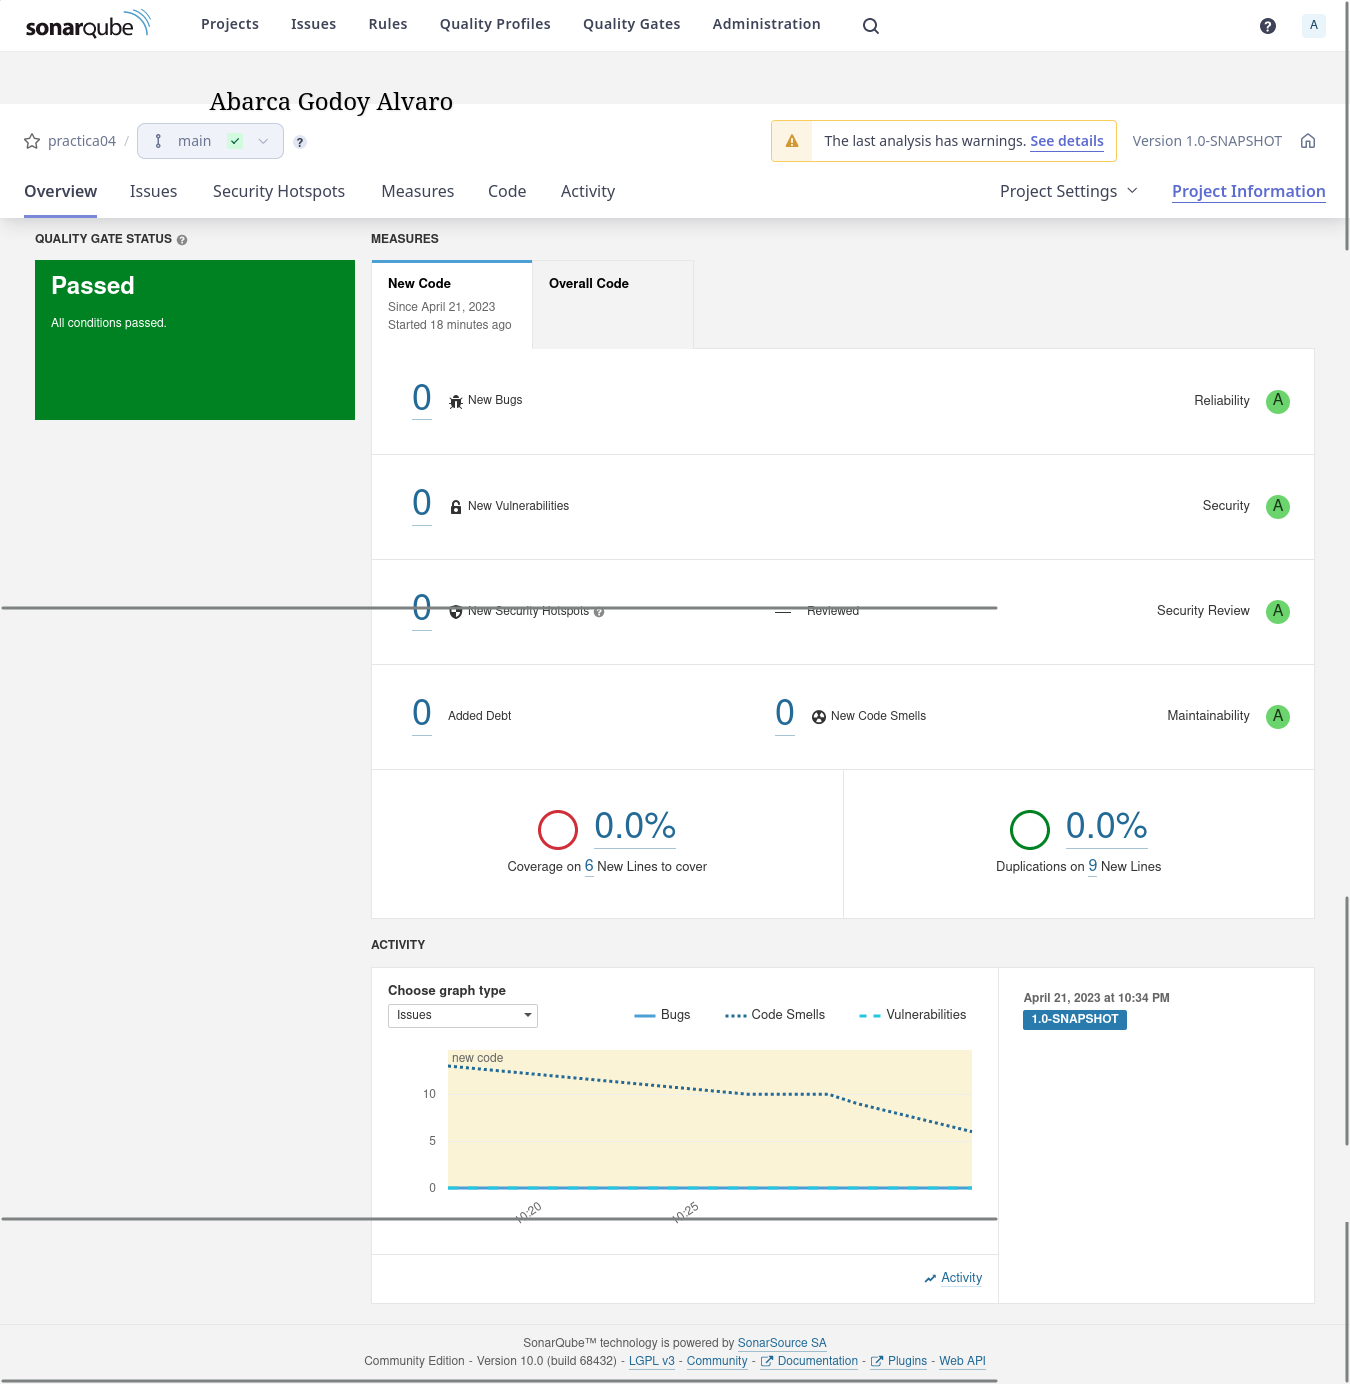 sonarqube Projects Issues Rules Quality Profiles Quality Gates Administration ? A
Abarca Godoy Alvaro
practica04 / main ? The last analysis has warnings. See details Version 1.0-SNAPSHOT
Overview Issues Security Hotspots Measures Code Activity Project Settings Project Information
QUALITY GATE STATUS ? MEASURES
Passed
All conditions passed.
New Code Overall Code
Since April 21, 2023
Started 18 minutes ago
0 New Bugs Reliability A
0 New Vulnerabilities Security A
0 New Security Hotspots ? — Reviewed Security Review A
0 Added Debt 0 New Code Smells Maintainability A
0.0% 0.0%
Coverage on 6 New Lines to cover Duplications on 9 New Lines
ACTIVITY
Choose graph type
Issues Bugs Code Smells Vulnerabilities
April 21, 2023 at 10:34 PM
1.0-SNAPSHOT
new code
10
5
0
10:20 10:25
Activity
SonarQube™ technology is powered by SonarSource SA
Community Edition - Version 10.0 (build 68432) - LGPL v3 - Community - Documentation - Plugins - Web API